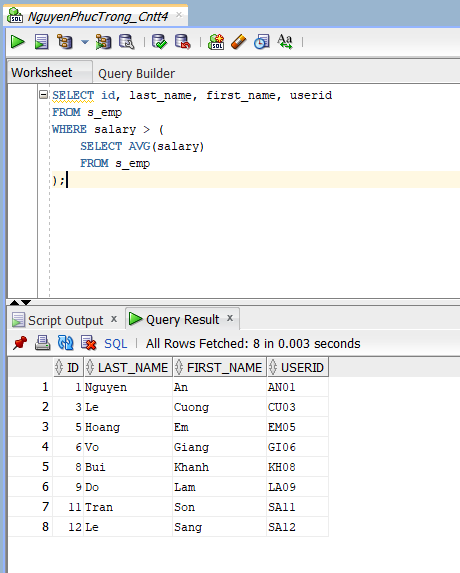 NguyenPhucTrong_Cntt4
Worksheet Query Builder
SELECT id, last_name, first_name, userid
FROM s_emp
WHERE salary > (
SELECT AVG(salary)
FROM s_emp
);
Script Output x Query Result x
SQL | All Rows Fetched: 8 in 0.003 seconds
ID LAST_NAME FIRST_NAME USERID
1 1 Nguyen An AN01
2 3 Le Cuong CU03
3 5 Hoang Em EM05
4 6 Vo Giang GI06
5 8 Bui Khanh KH08
6 9 Do Lam LA09
7 11 Tran Son SA11
8 12 Le Sang SA12